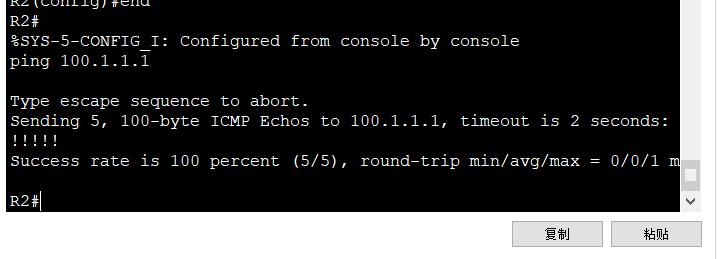 R2(config)#end
R2#
%SYS-5-CONFIG_I: Configured from console by console
ping 100.1.1.1
Type escape sequence to abort.
Sending 5, 100-byte ICMP Echos to 100.1.1.1, timeout is 2 seconds:
!!!!!
Success rate is 100 percent (5/5), round-trip min/avg/max = 0/0/1 m
R2#
复制 粘贴